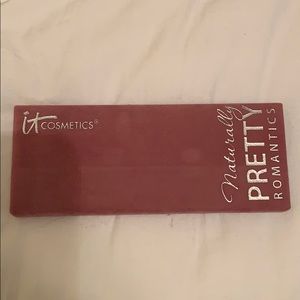 it
COSMETICS®
Naturally
PRETTY
ROMANTICS